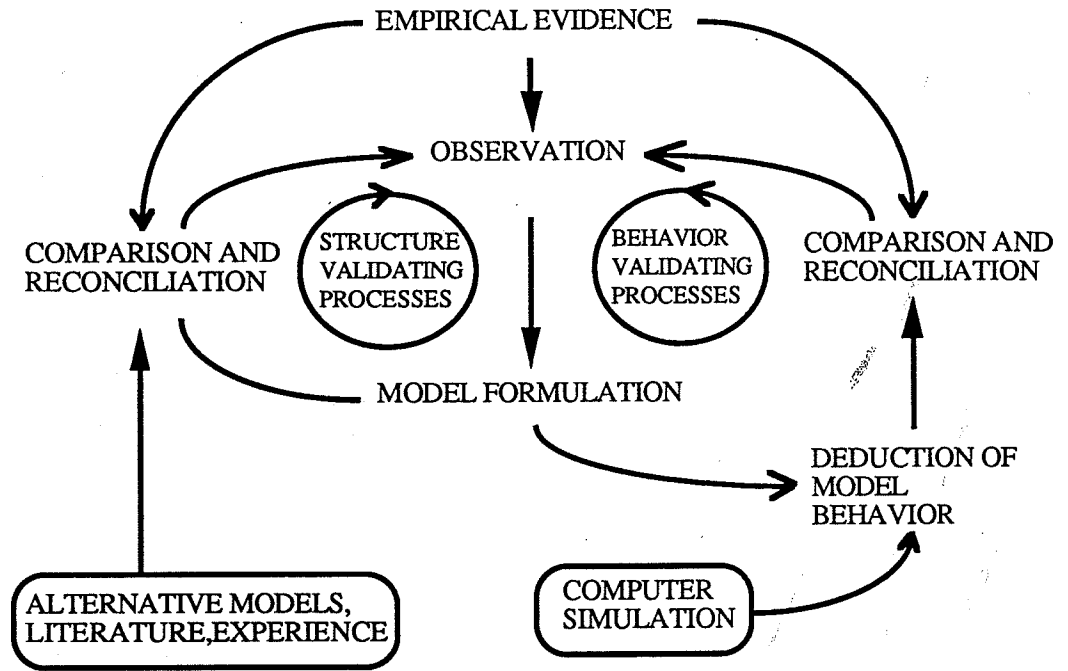 EMPIRICAL EVIDENCE
OBSERVATION
COMPARISON AND
RECONCILIATION
STRUCTURE
VALIDATING
PROCESSES
BEHAVIOR
VALIDATING
PROCESSES
COMPARISON AND
RECONCILIATION
MODEL FORMULATION
DEDUCTION OF
MODEL
BEHAVIOR
ALTERNATIVE MODELS,
LITERATURE,EXPERIENCE
COMPUTER
SIMULATION